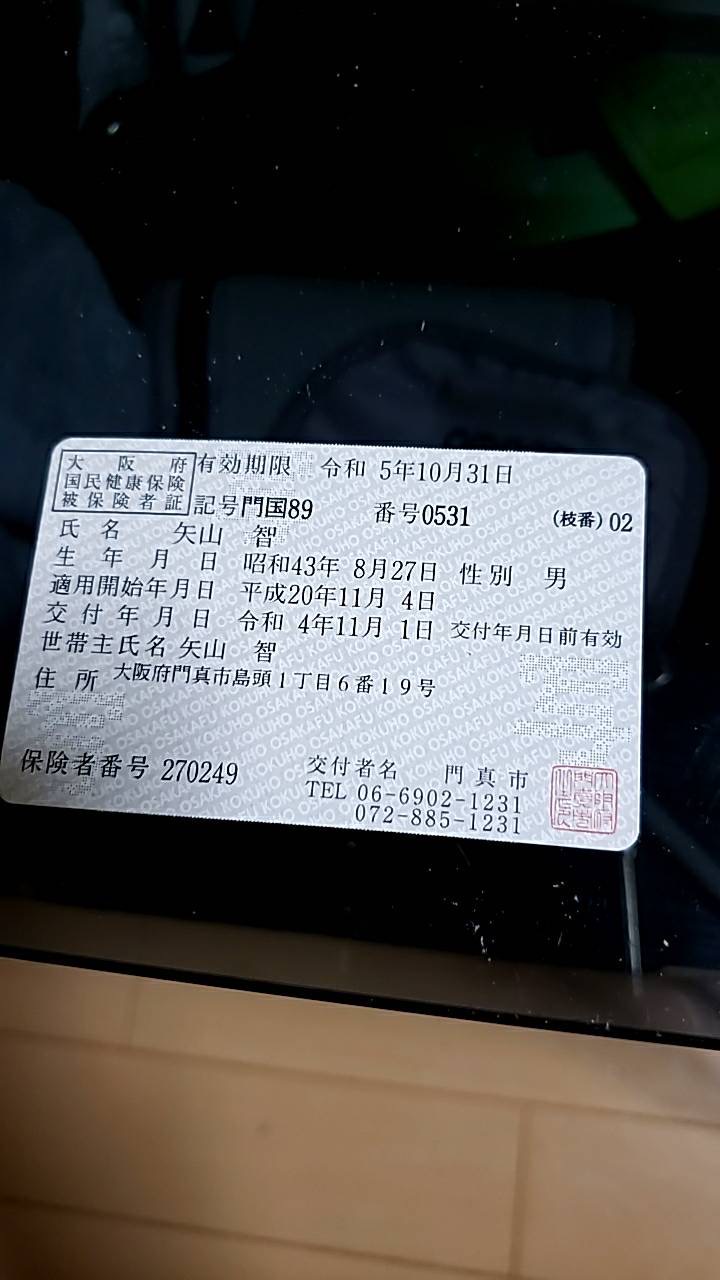 大阪府
国民健康保険
被保険者証
有効期限 令和 5年10月31日
記号門国89 番号0531 (枝番)02
氏名 矢山 智
生年月日 昭和43年 8月27日 性別 男
適用開始年月日 平成20年11月 4日
交付年月日 令和 4年11月 1日 交付年月日前有効
世帯主氏名 矢山 智
住所 大阪府門真市島頭1丁目6番19号
保険者番号 270249
交付者名 門真市
TEL 06-6902-1231
072-885-1231